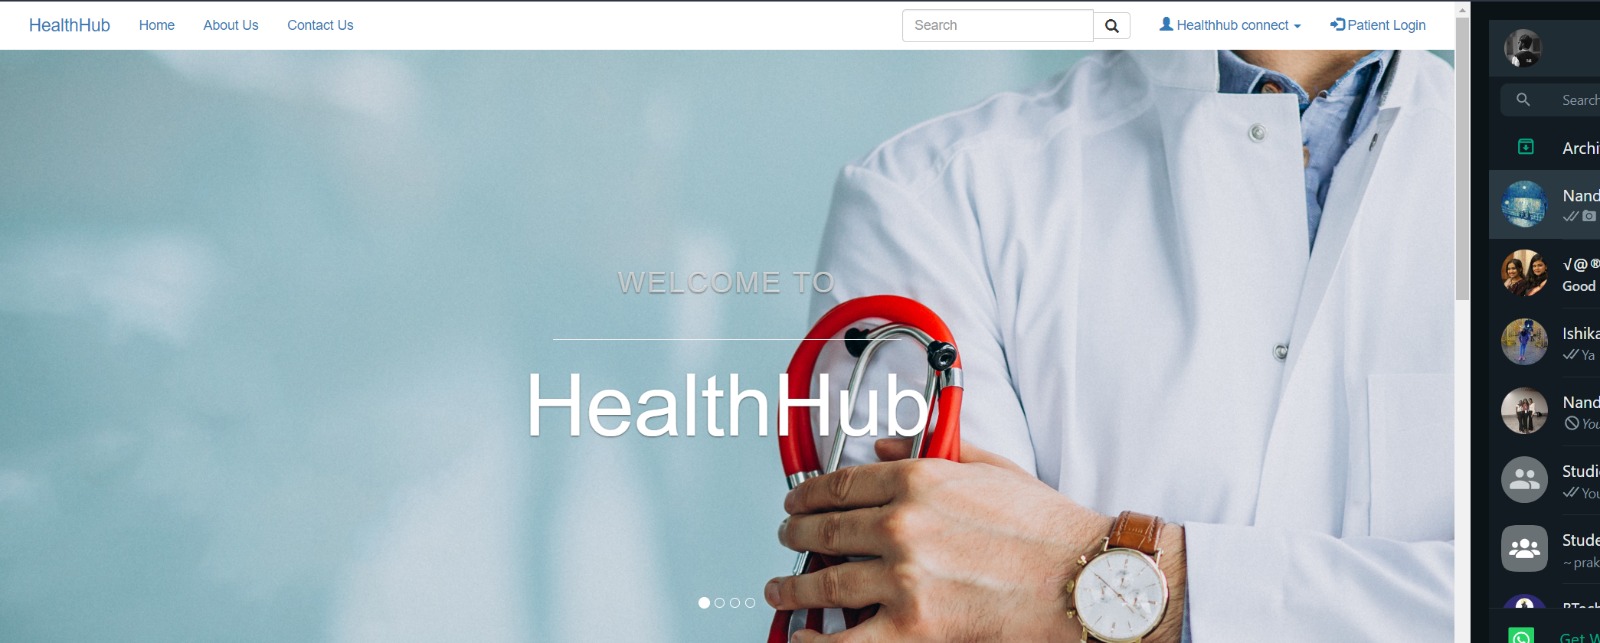 HealthHub Home About Us Contact Us Search Healthhub connect Patient Login
WELCOME TO
HealthHub
Search
Archi
Nand
√@®
Good
Ishika
Ya
Nand
You
Studi
You
Stude
~ prak
BTech
Get W